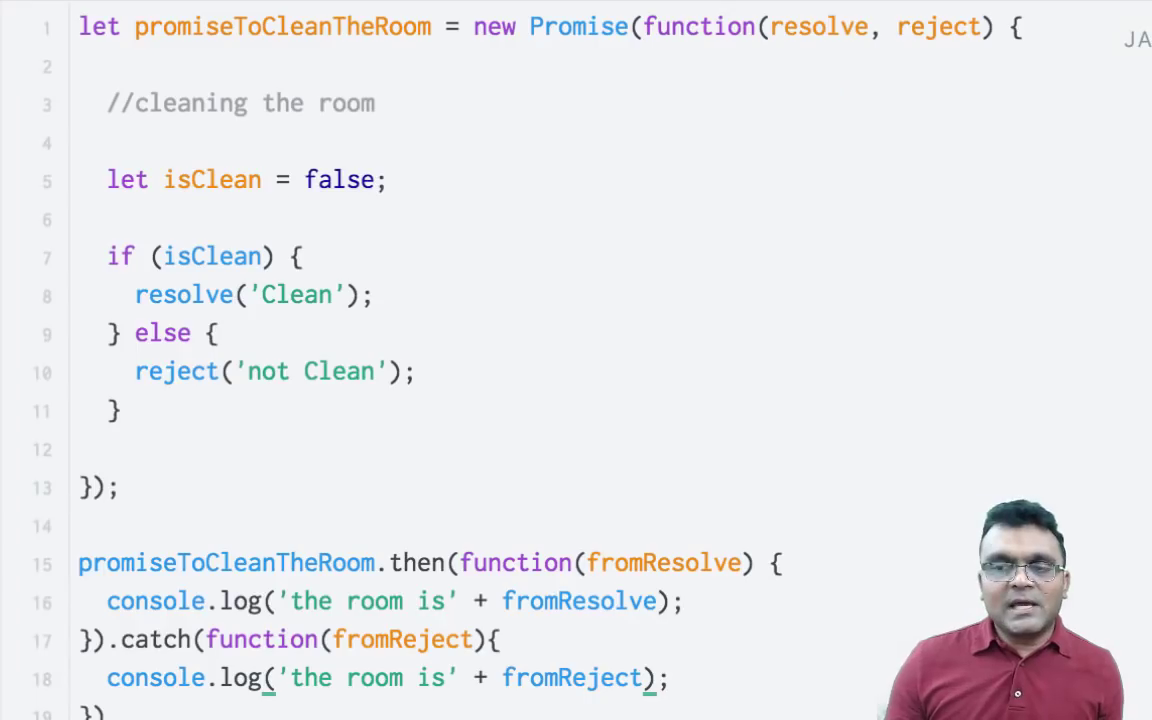 JA
1 let promiseToCleanTheRoom = new Promise(function(resolve, reject) {
2
3 //cleaning the room
4
5 let isClean = false;
6
7 if (isClean) {
8 resolve('Clean');
9 } else {
10 reject('not Clean');
11 }
12
13 });
14
15 promiseToCleanTheRoom.then(function(fromResolve) {
16 console.log('the room is' + fromResolve);
17 }).catch(function(fromReject){
18 console.log('the room is' + fromReject);
19 })